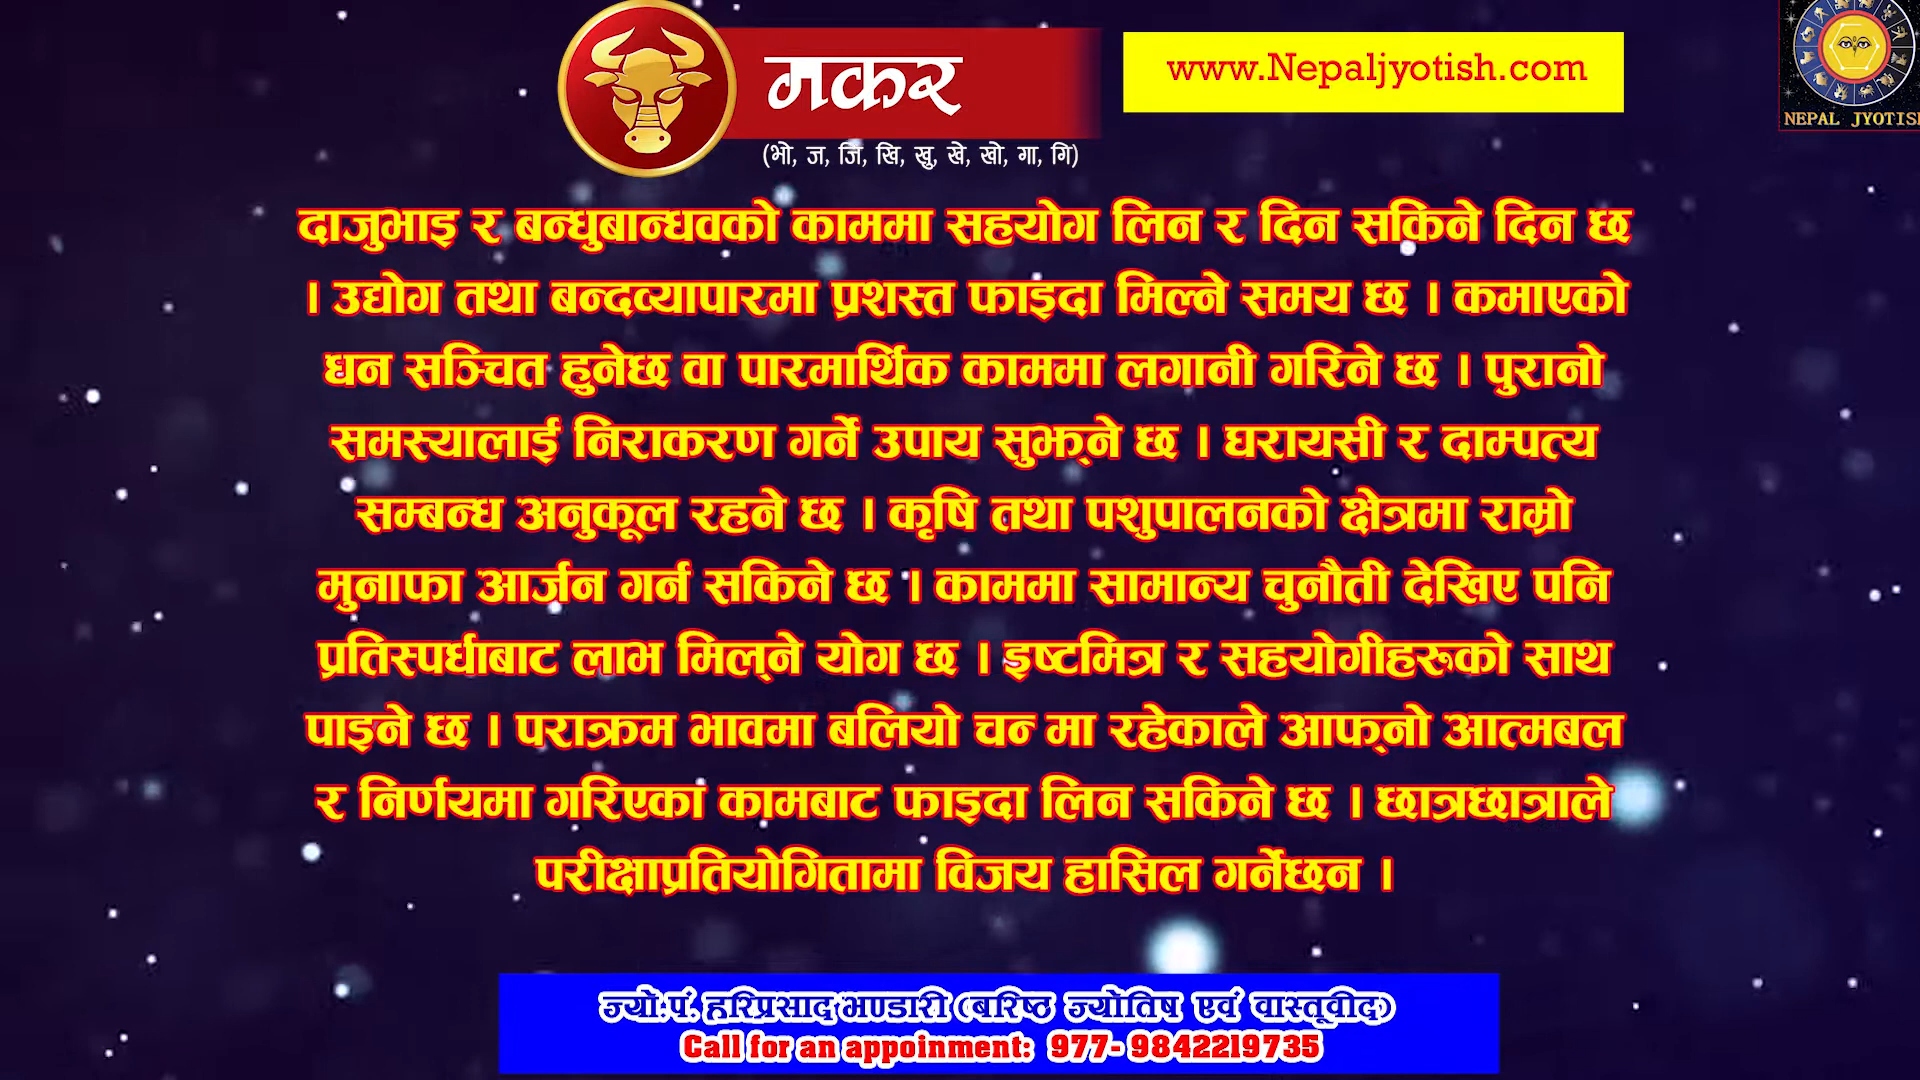 मकर
www.Nepaljyotish.com
NEPAL JYOTISH
(भो, ज, जि, खि, खु, खे, खो, गा, गि)
दाजुभाइ र बन्धुबान्धवको काममा सहयोग लिन र दिन सकिने दिन छ
। उद्योग तथा बन्दव्यापारमा प्रशस्त फाइदा मिल्ने समय छ । कमाएको
धन सञ्चित हुनेछ वा पारमार्थिक काममा लगानी गरिने छ । पुरानो
समस्यालाई निराकरण गर्ने उपाय सुझ्ने छ । घरायसी र दाम्पत्य
सम्बन्ध अनुकूल रहने छ । कृषि तथा पशुपालनको क्षेत्रमा राम्रो
मुनाफा आर्जन गर्न सकिने छ । काममा सामान्य चुनौती देखिए पनि
प्रतिस्पर्धाबाट लाभ मिल्ने योग छ । इष्टमित्र र सहयोगीहरूको साथ
पाइने छ । पराक्रम भावमा बलियो चन्मा रहेकाले आफ्नो आत्मबल
र निर्णयमा गरिएकां कामबाट फाइदा लिन सकिने छ । छात्रछात्राले
परीक्षाप्रतियोगितामा विजय हासिल गर्नेछन ।
ज्यो.पं. हरिप्रसाद भण्डारी (बरिष्ठ ज्योतिष एवं वास्तूवीद)
Call for an appoinment: 977- 9842219735